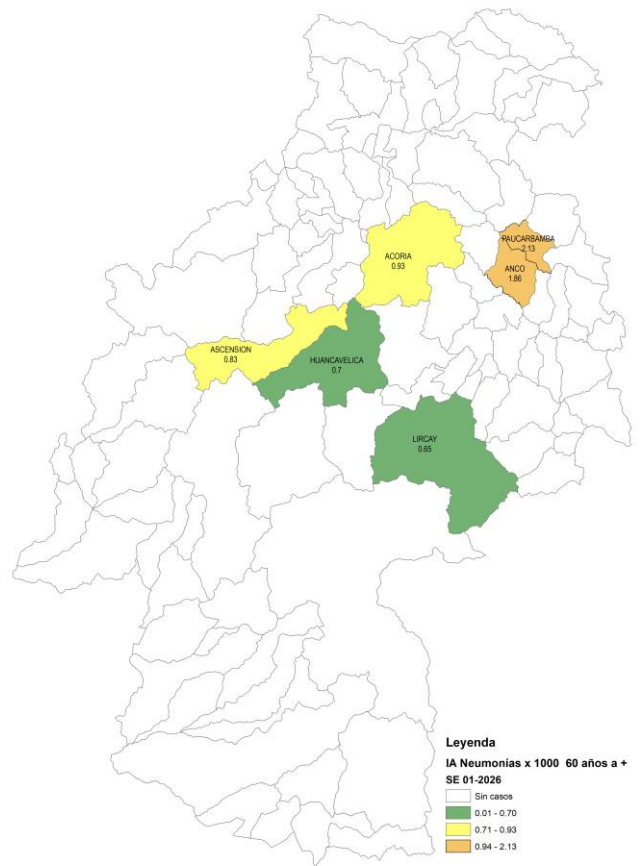 PAUCARBAMBA
2.13
ACORIA
0.93
ANCO
1.86
ASCENSION
0.83
HUANCAVELICA
0.7
LIRCAY
0.65
Leyenda
IA Neumonías x 1000 60 años a +
SE 01-2026
Sin casos
0.01 - 0.70
0.71 - 0.93
0.94 - 2.13